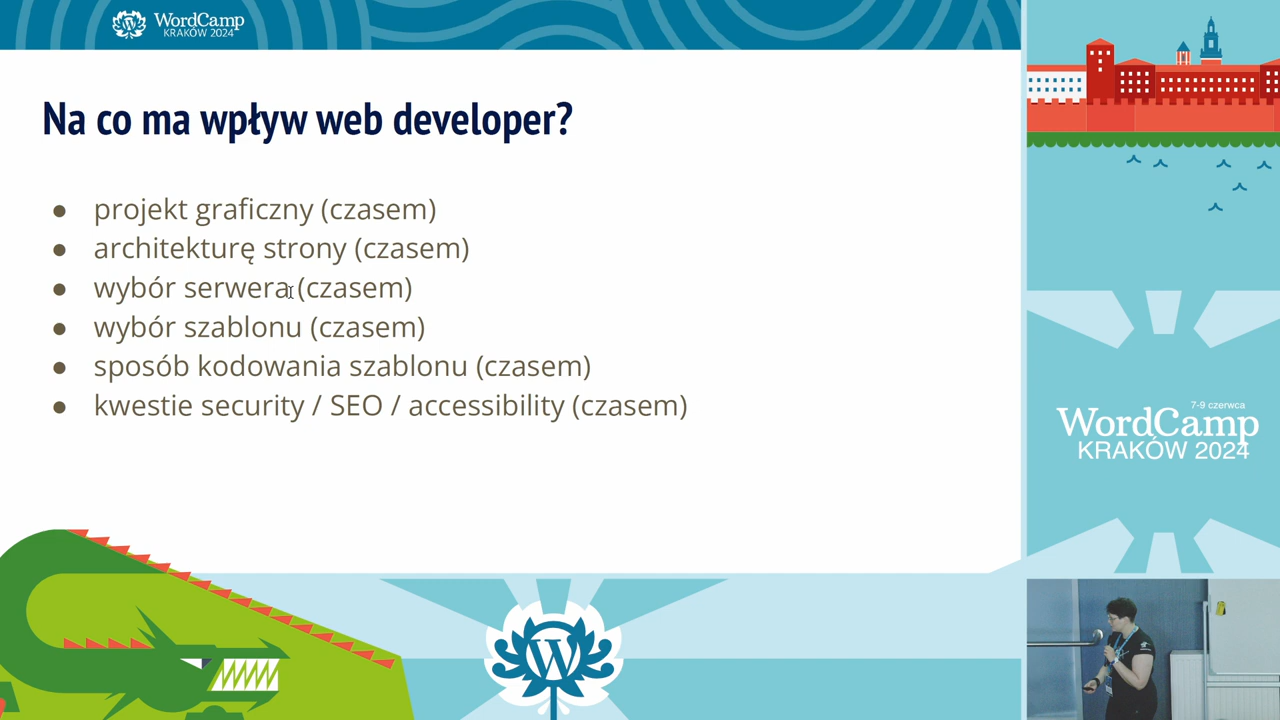 WordCamp
KRAKÓW 2024
Na co ma wpływ web developer?
● projekt graficzny (czasem)
● architekturę strony (czasem)
● wybór serwera (czasem)
● wybór szablonu (czasem)
● sposób kodowania szablonu (czasem)
● kwestie security / SEO / accessibility (czasem)
7-9 czerwca
WordCamp
KRAKÓW 2024
W